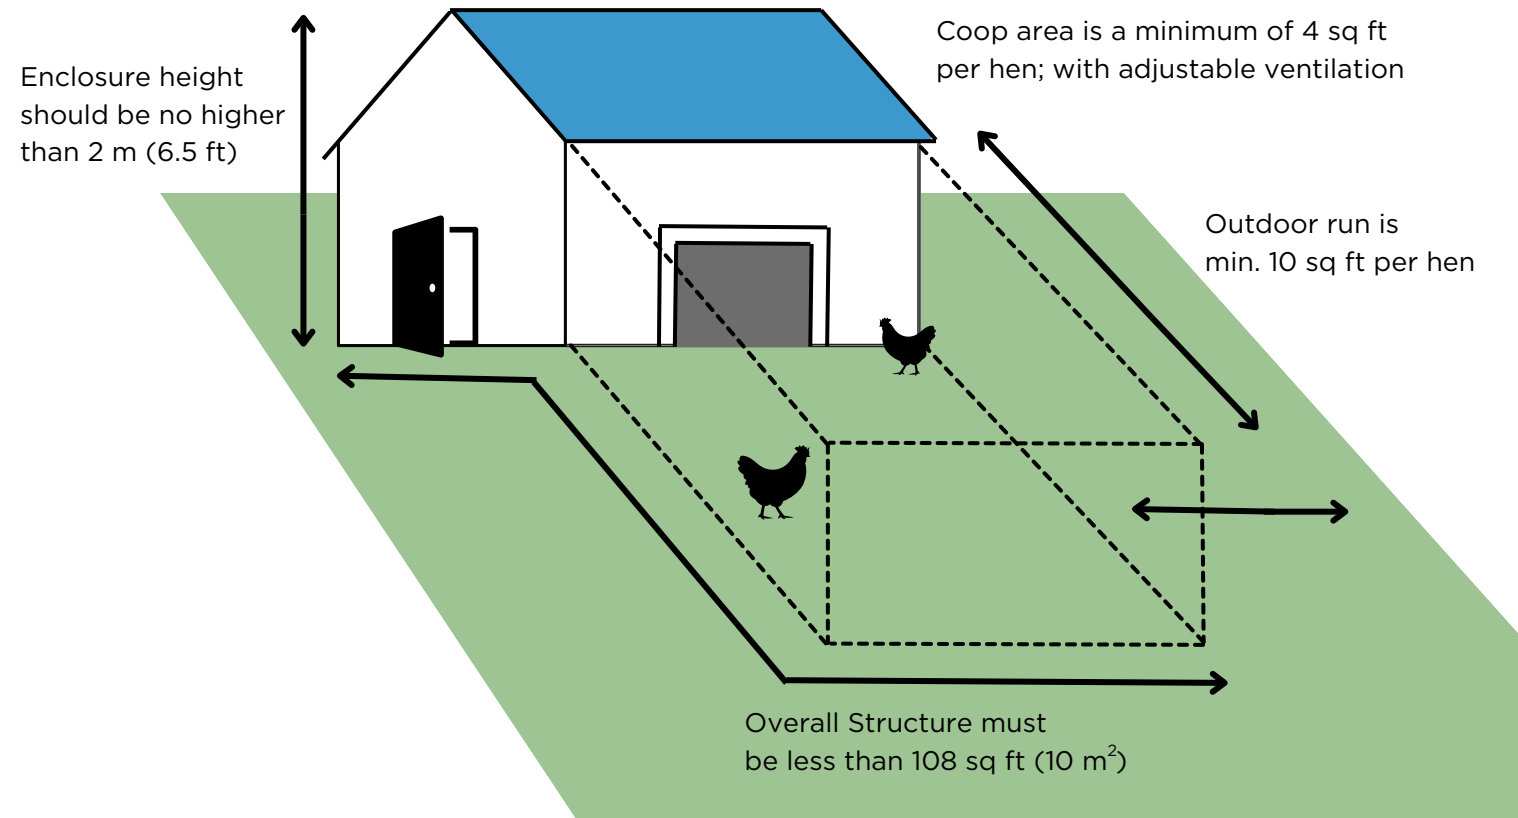 Enclosure height
should be no higher
than 2 m (6.5 ft)
Coop area is a minimum of 4 sq ft
per hen; with adjustable ventilation
Outdoor run is
min. 10 sq ft per hen
Overall Structure must
be less than 108 sq ft (10 m²)